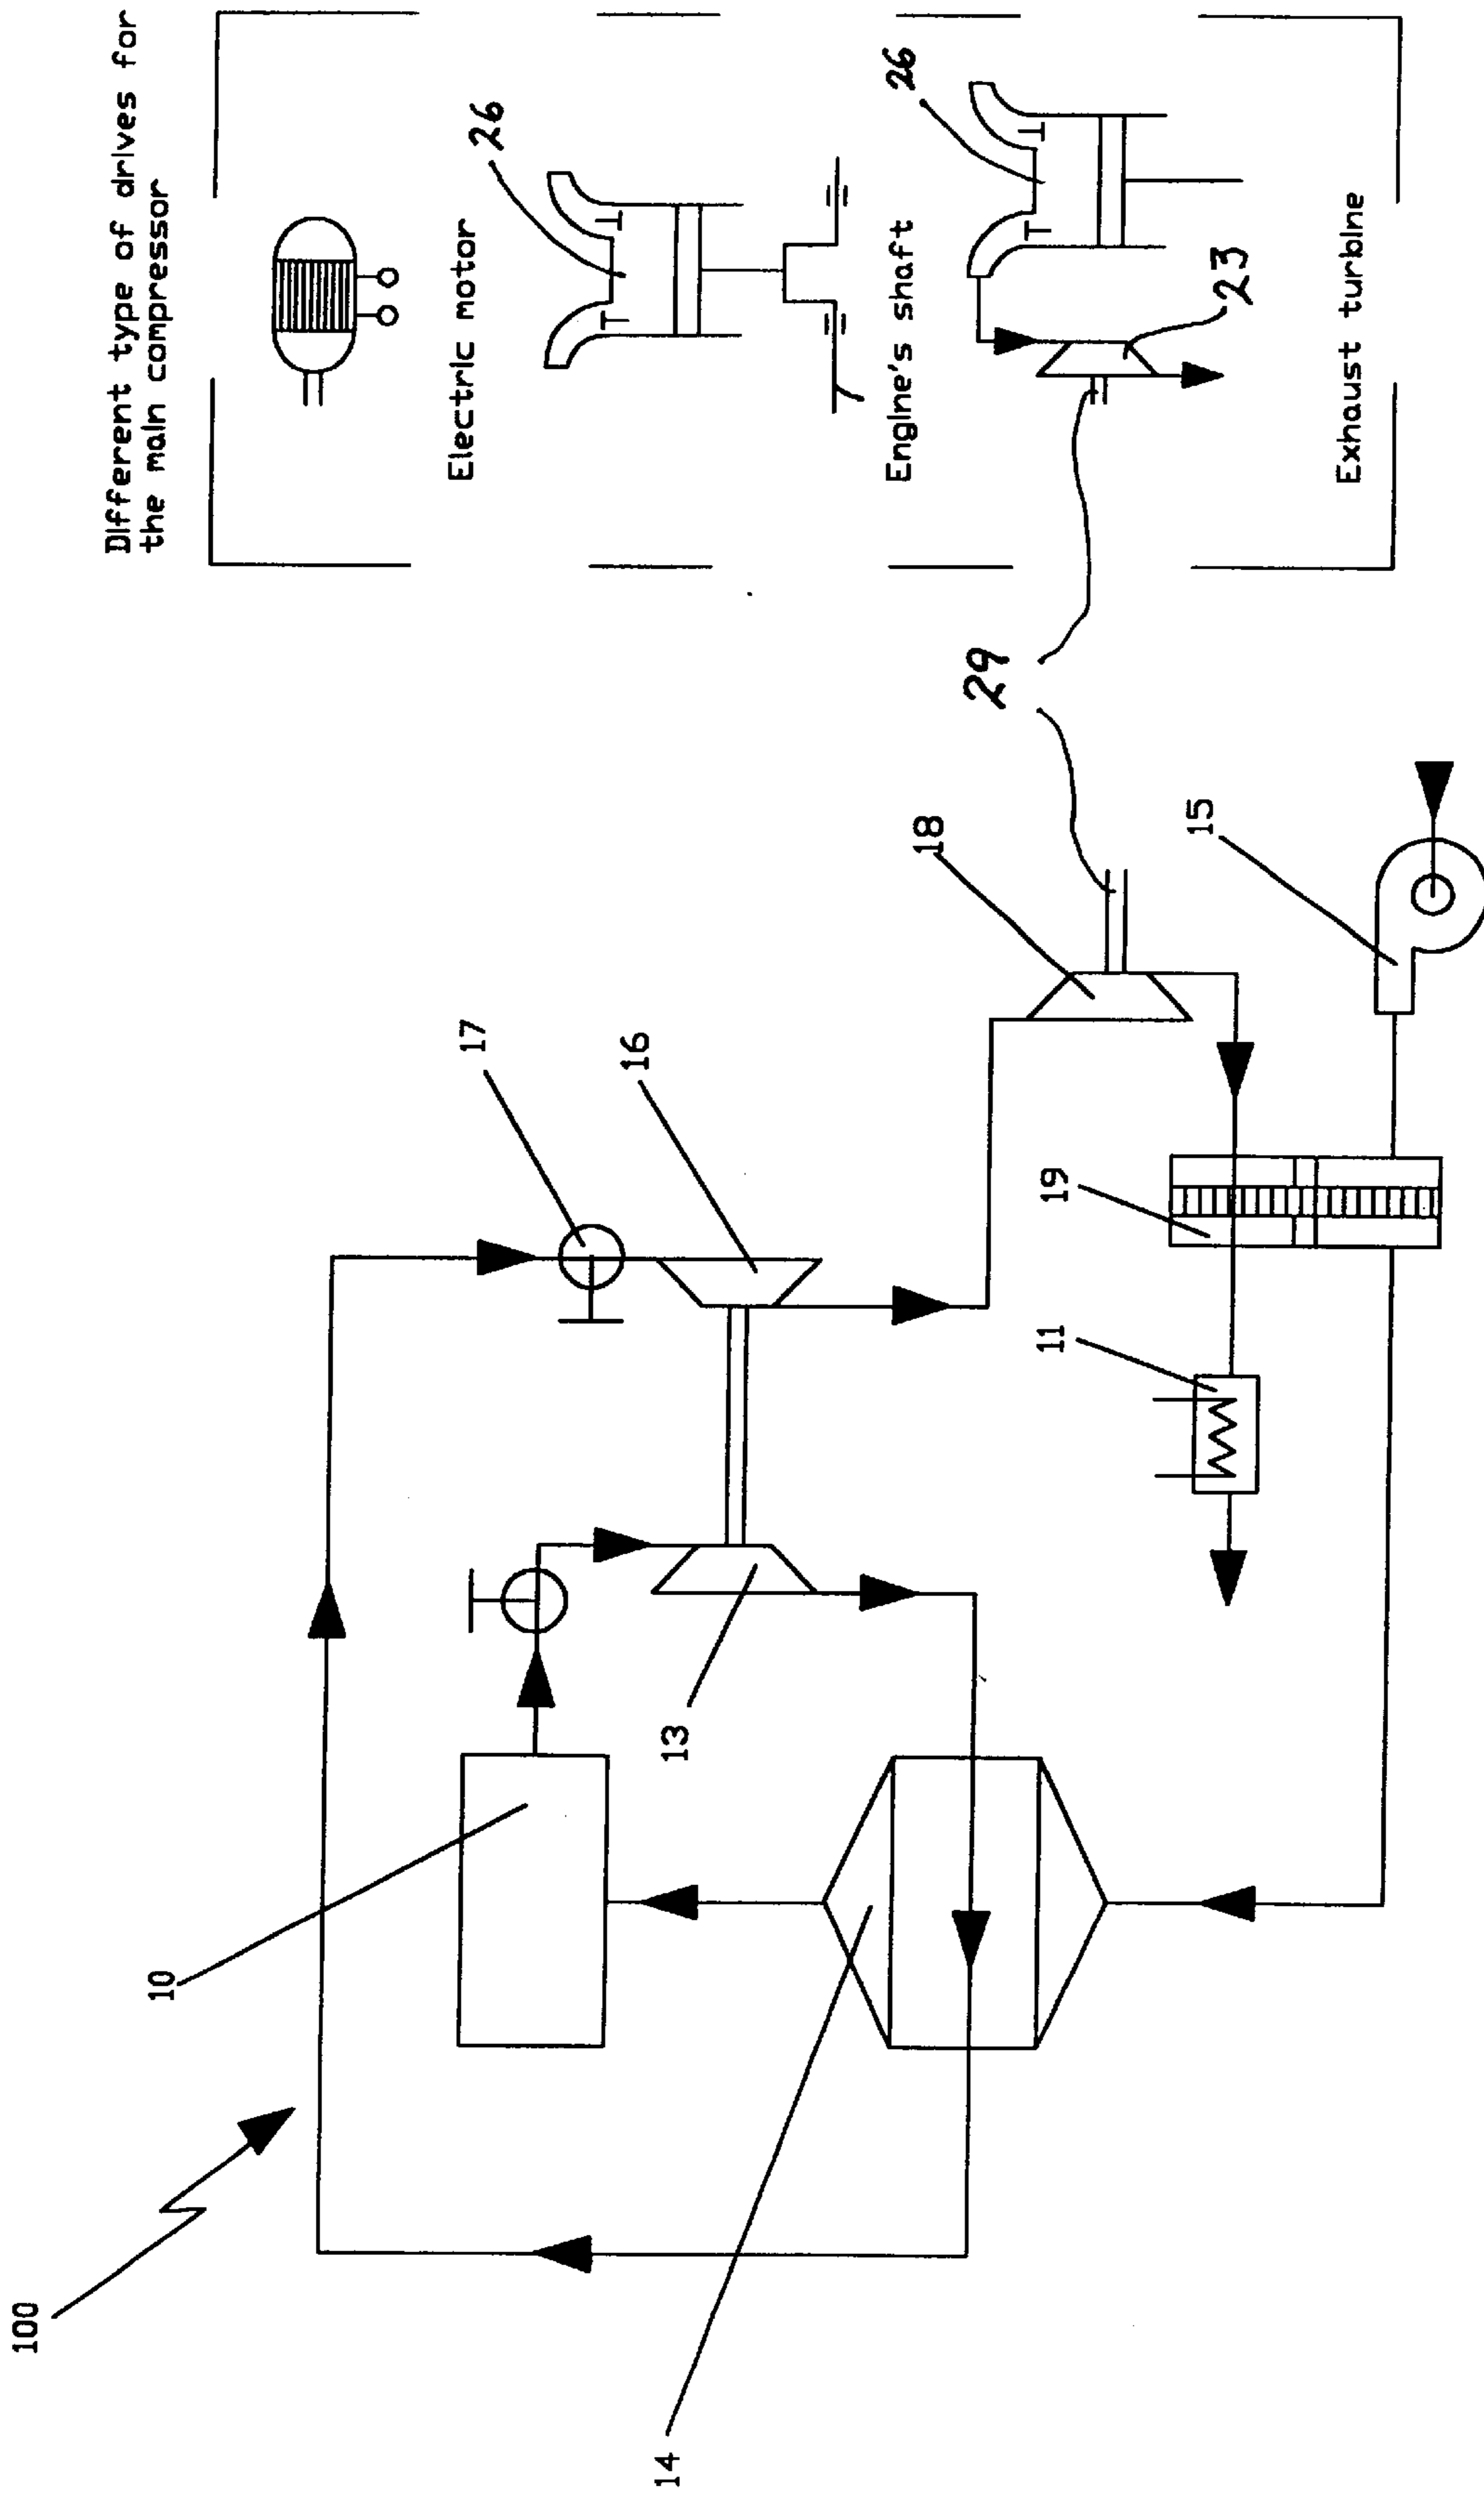 Different type of drives for
the main compressor
Electric motor
26
Engine's shaft
26
23
Exhaust turbine
29
18
15
17
16
19
11
13
10
100
14